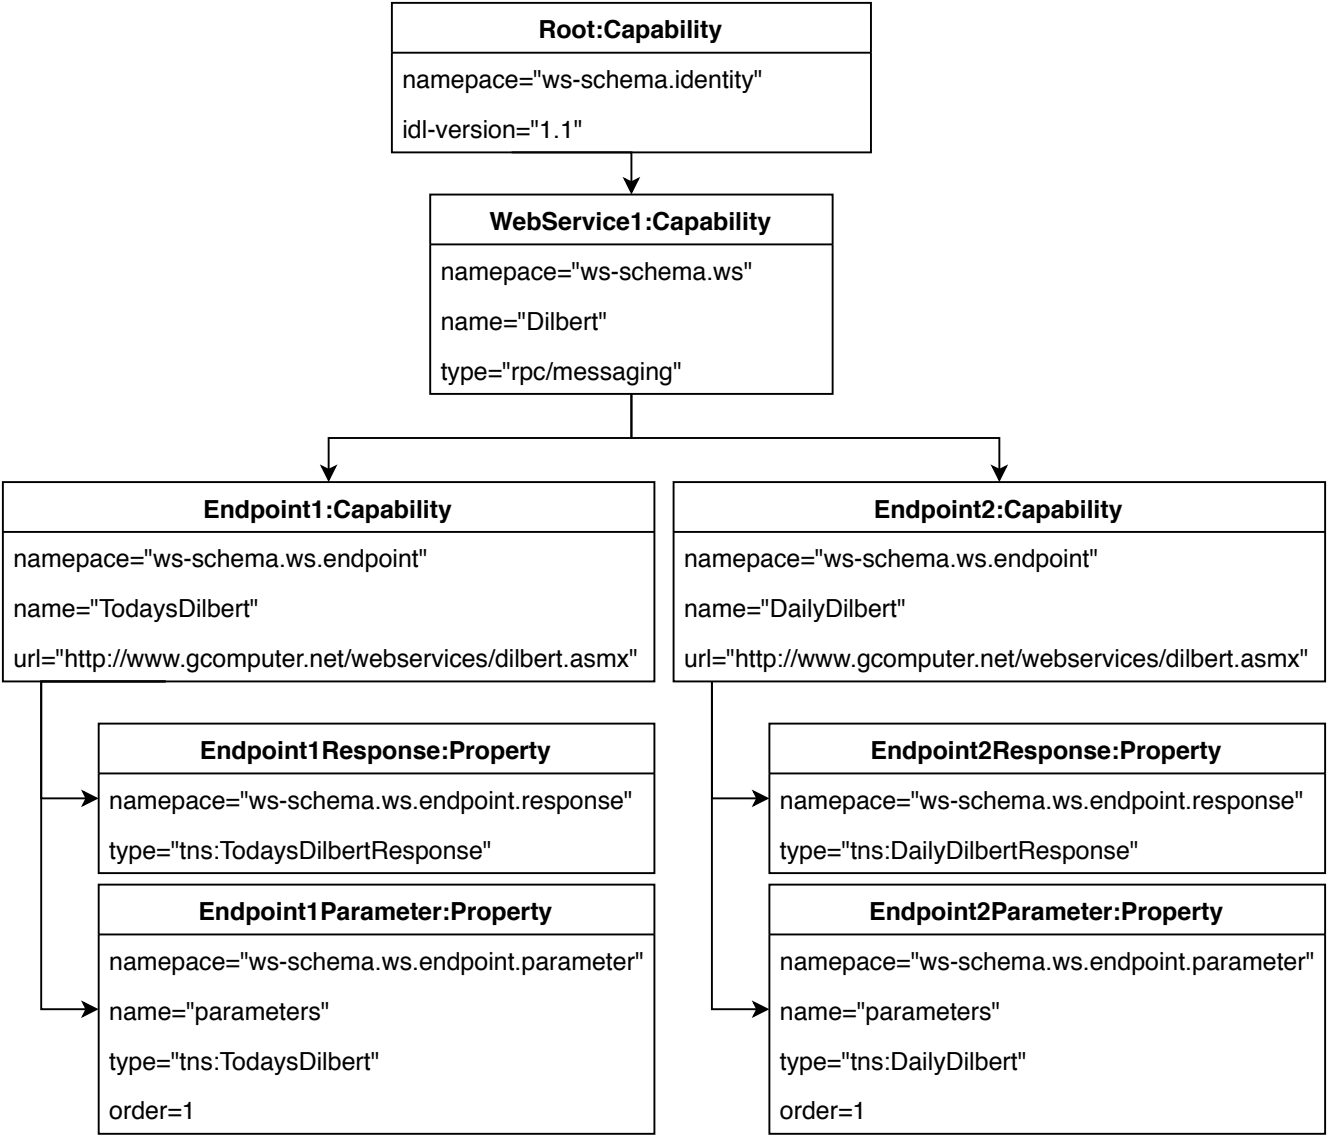 Root:Capability
namepace="ws-schema.identity"
idl-version="1.1"
WebService1:Capability
namepace="ws-schema.ws"
name="Dilbert"
type="rpc/messaging"
Endpoint1:Capability
namepace="ws-schema.ws.endpoint"
name="TodaysDilbert"
url="http://www.gcomputer.net/webservices/dilbert.asmx"
Endpoint1Response:Property
namepace="ws-schema.ws.endpoint.response"
type="tns:TodaysDilbertResponse"
Endpoint1Parameter:Property
namepace="ws-schema.ws.endpoint.parameter"
name="parameters"
type="tns:TodaysDilbert"
order=1
Endpoint2:Capability
namepace="ws-schema.ws.endpoint"
name="DailyDilbert"
url="http://www.gcomputer.net/webservices/dilbert.asmx"
Endpoint2Response:Property
namepace="ws-schema.ws.endpoint.response"
type="tns:DailyDilbertResponse"
Endpoint2Parameter:Property
namepace="ws-schema.ws.endpoint.parameter"
name="parameters"
type="tns:DailyDilbert"
order=1